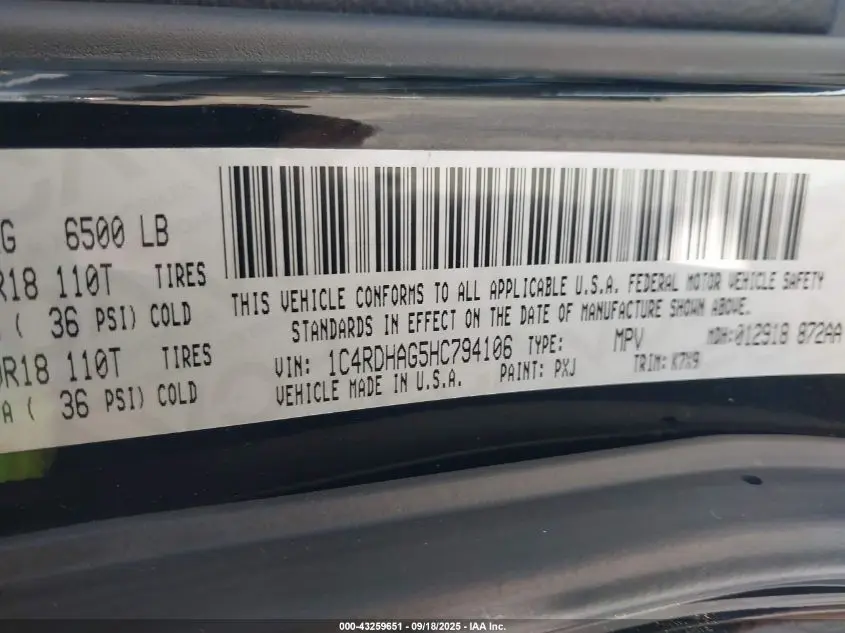 G 6500 LB
R18 110T TIRES
( 36 PSI) COLD
R18 110T
A ( 36 PSI) COLD
THIS VEHICLE CONFORMS TO ALL APPLICABLE U.S.A. FEDERAL MOTOR VEHICLE SAFETY
STANDARDS IN EFFECT ON THE DATE OF MANUFACTURE SHOWN ABOVE.
VIN: 1C4RDHAG5HC794106 TYPE: MPV MDH:012918 872AA
VEHICLE MADE IN U.S.A. PAINT: PXJ TRIM: K7X9
000-43259651 - 09/18/2025 - IAA Inc.